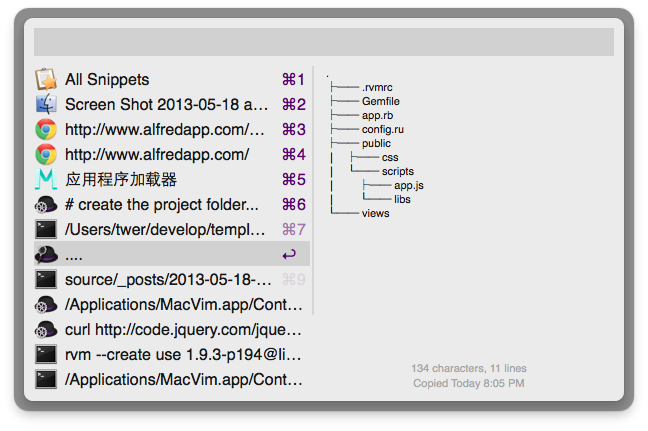 All Snippets ⌘1
Screen Shot 2013-05-18 a… ⌘2
http://www.alfredapp.com/… ⌘3
http://www.alfredapp.com/ ⌘4
应用程序加载器 ⌘5
# create the project folder... ⌘6
/Users/twer/develop/templ… ⌘7
.... ↩
source/_posts/2013-05-18-… ⌘9
/Applications/MacVim.app/Cont…
curl http://code.jquery.com/jque…
rvm --create use 1.9.3-p194@li…
/Applications/MacVim.app/Cont…
.
├── .rvmrc
├── Gemfile
├── app.rb
├── config.ru
├── public
│   ├── css
│   └── scripts
│       ├── app.js
│       └── libs
└── views
134 characters, 11 lines
Copied Today 8:05 PM